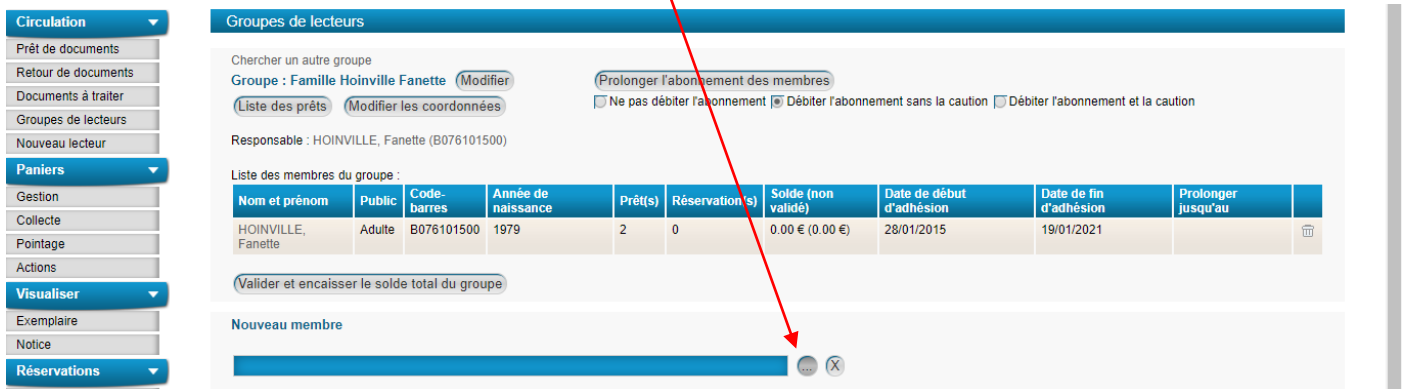 Circulation
Prêt de documents
Retour de documents
Documents à traiter
Groupes de lecteurs
Nouveau lecteur
Paniers
Gestion
Collecte
Pointage
Actions
Visualiser
Exemplaire
Notice
Réservations
Groupes de lecteurs
Chercher un autre groupe
Groupe : Famille Hoinville Fanette Modifier Prolonger l'abonnement des membres
Liste des prêts Modifier les coordonnées Ne pas débiter l'abonnement Débiter l'abonnement sans la caution Débiter l'abonnement et la caution
Responsable : HOINVILLE, Fanette (B076101500)
Liste des membres du groupe :
Nom et prénom Public Code-barres Année de naissance Prêt(s) Réservation(s) Solde (non validé) Date de début d'adhésion Date de fin d'adhésion Prolonger jusqu'au
HOINVILLE, Fanette Adulte B076101500 1979 2 0 0.00 € (0.00 €) 28/01/2015 19/01/2021
Valider et encaisser le solde total du groupe
Nouveau membre
... X